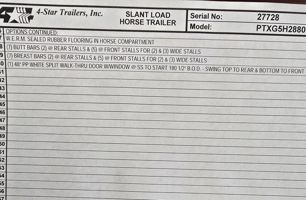 4-Star Trailers, Inc.
SLANT LOAD
HORSE TRAILER
Serial No: 27728
Model: PTXG5H2880
OPTIONS CONTINUED:
W.E.R.M. SEALED RUBBER FLOORING IN HORSE COMPARTMENT
(7) BUTT BARS (2) @ REAR STALLS & (5) @ FRONT STALLS FOR (2) & (3) WIDE STALLS
(7) BREAST BARS (2) @ REAR STALLS & (5) @ FRONT STALLS FOR (2) & (3) WIDE STALLS
(1) 48" PP WHITE SPLIT WALK-THRU DOOR W/WINDOW @ SS TO START 180 1/2" B.O.D. - SWING TOP TO REAR & BOTTOM TO FRONT